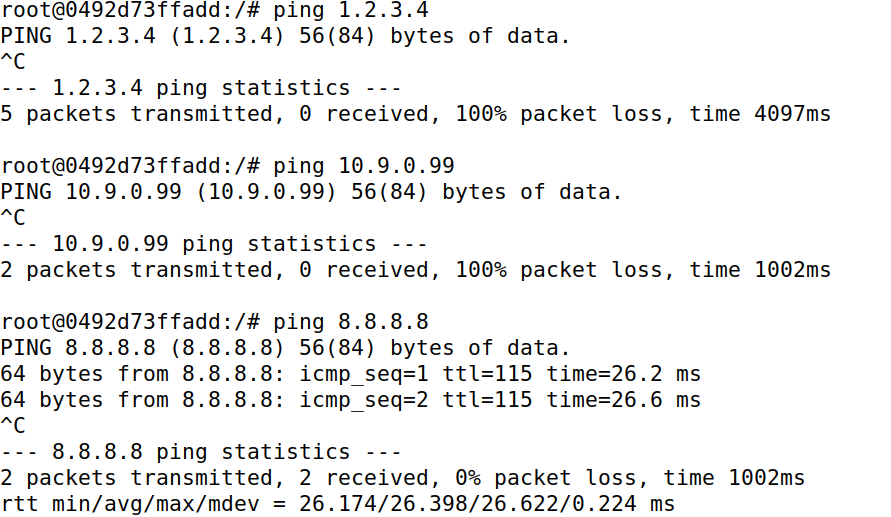 root@0492d73ffadd:/# ping 1.2.3.4
PING 1.2.3.4 (1.2.3.4) 56(84) bytes of data.
^C
--- 1.2.3.4 ping statistics ---
5 packets transmitted, 0 received, 100% packet loss, time 4097ms
root@0492d73ffadd:/# ping 10.9.0.99
PING 10.9.0.99 (10.9.0.99) 56(84) bytes of data.
^C
--- 10.9.0.99 ping statistics ---
2 packets transmitted, 0 received, 100% packet loss, time 1002ms
root@0492d73ffadd:/# ping 8.8.8.8
PING 8.8.8.8 (8.8.8.8) 56(84) bytes of data.
64 bytes from 8.8.8.8: icmp_seq=1 ttl=115 time=26.2 ms
64 bytes from 8.8.8.8: icmp_seq=2 ttl=115 time=26.6 ms
^C
--- 8.8.8.8 ping statistics ---
2 packets transmitted, 2 received, 0% packet loss, time 1002ms
rtt min/avg/max/mdev = 26.174/26.398/26.622/0.224 ms